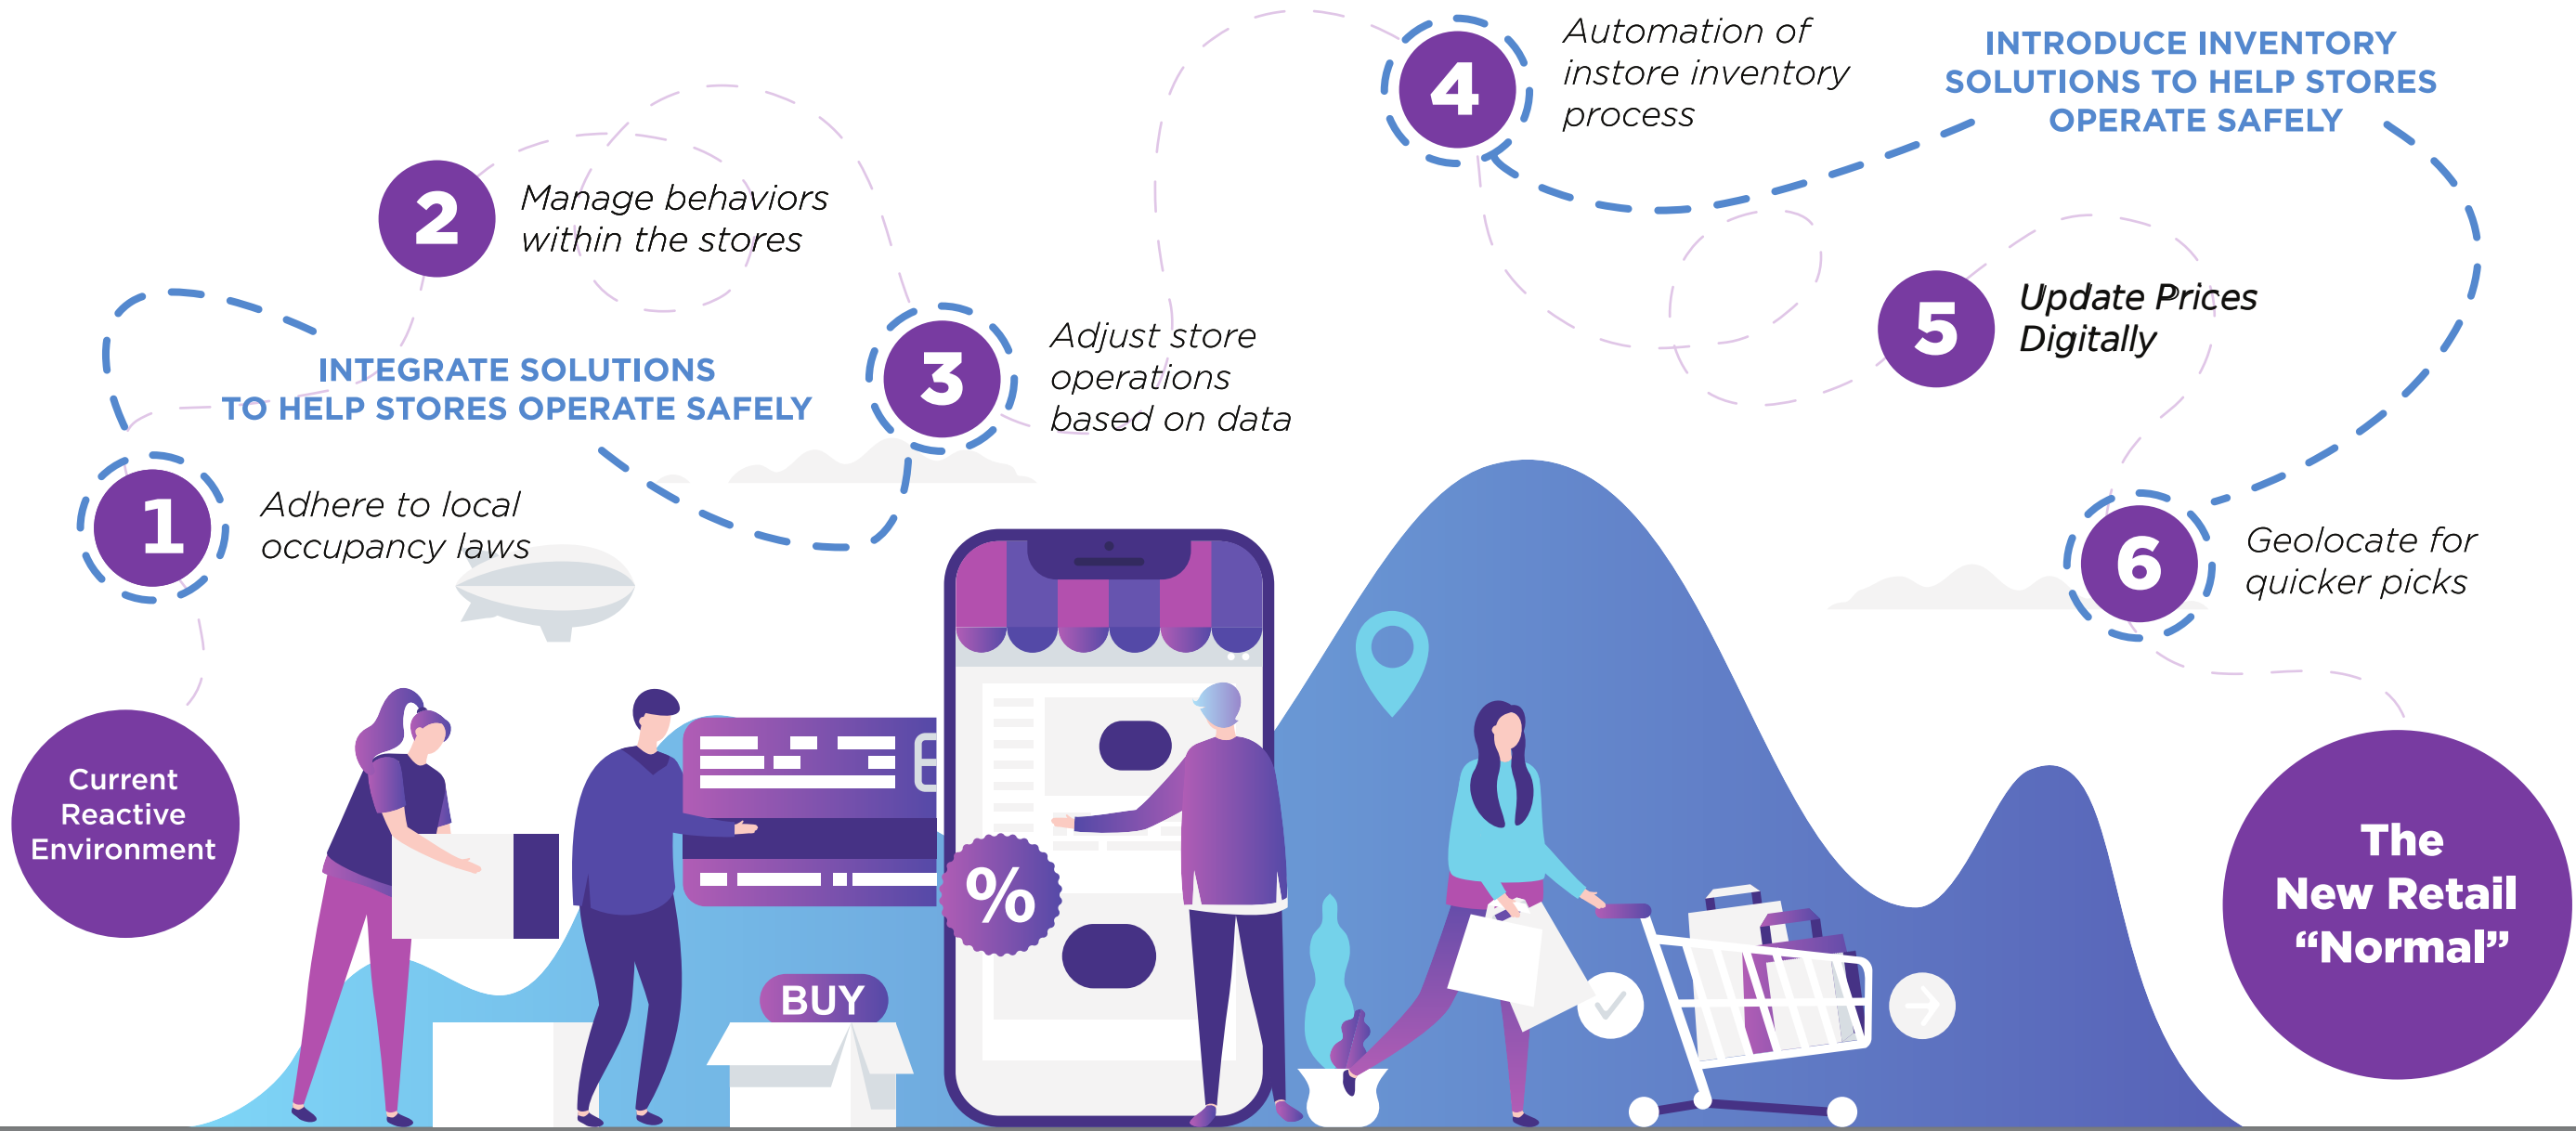 Current
Reactive
Environment
1
Adhere to local
occupancy laws
INTEGRATE SOLUTIONS
TO HELP STORES OPERATE SAFELY
2
Manage behaviors
within the stores
3
Adjust store
operations
based on data
4
Automation of
instore inventory
process
INTRODUCE INVENTORY
SOLUTIONS TO HELP STORES
OPERATE SAFELY
5
Update Prices
Digitally
6
Geolocate for
quicker picks
The
New Retail
“Normal”
%
BUY